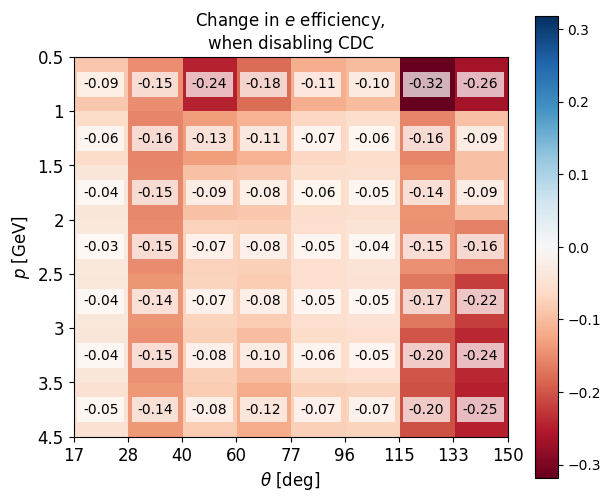 Change in e efficiency,
when disabling CDC
0.5
-0.09 -0.15 -0.24 -0.18 -0.11 -0.10 -0.32 -0.26
1
-0.06 -0.16 -0.13 -0.11 -0.07 -0.06 -0.16 -0.09
1.5
-0.04 -0.15 -0.09 -0.08 -0.06 -0.05 -0.14 -0.09
2
-0.03 -0.15 -0.07 -0.08 -0.05 -0.04 -0.15 -0.16
2.5
-0.04 -0.14 -0.07 -0.08 -0.05 -0.05 -0.17 -0.22
3
-0.04 -0.15 -0.08 -0.10 -0.06 -0.05 -0.20 -0.24
3.5
-0.05 -0.14 -0.08 -0.12 -0.07 -0.07 -0.20 -0.25
4.5
p [GeV]
17 28 40 60 77 96 115 133 150
θ [deg]
0.3
0.2
0.1
0.0
−0.1
−0.2
−0.3